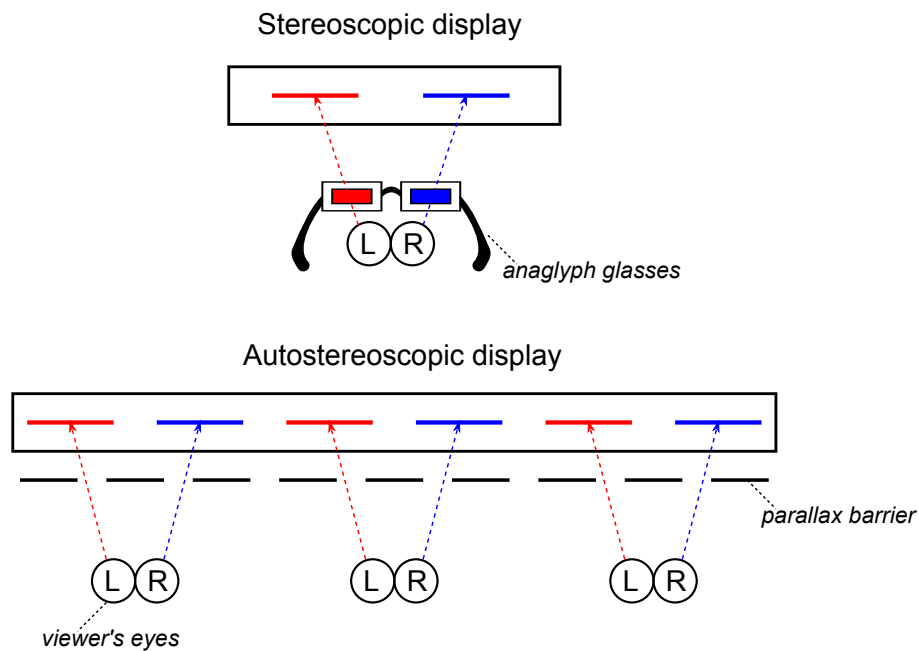 Stereoscopic display
L R
anaglyph glasses
Autostereoscopic display
parallax barrier
L R L R L R
viewer's eyes